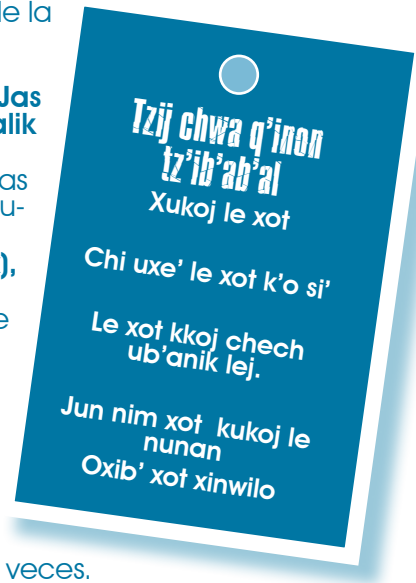 de la
Jas
alik
as
u-
),
e
Tzij chwa q'inon
tz'ib'ab'al
Xukoj le xot
Chi uxe' le xot k'o si'
Le xot kkoj chech
ub'anik lej.
Jun nim xot kukoj le
nunan
Oxib' xot xinwilo
veces.